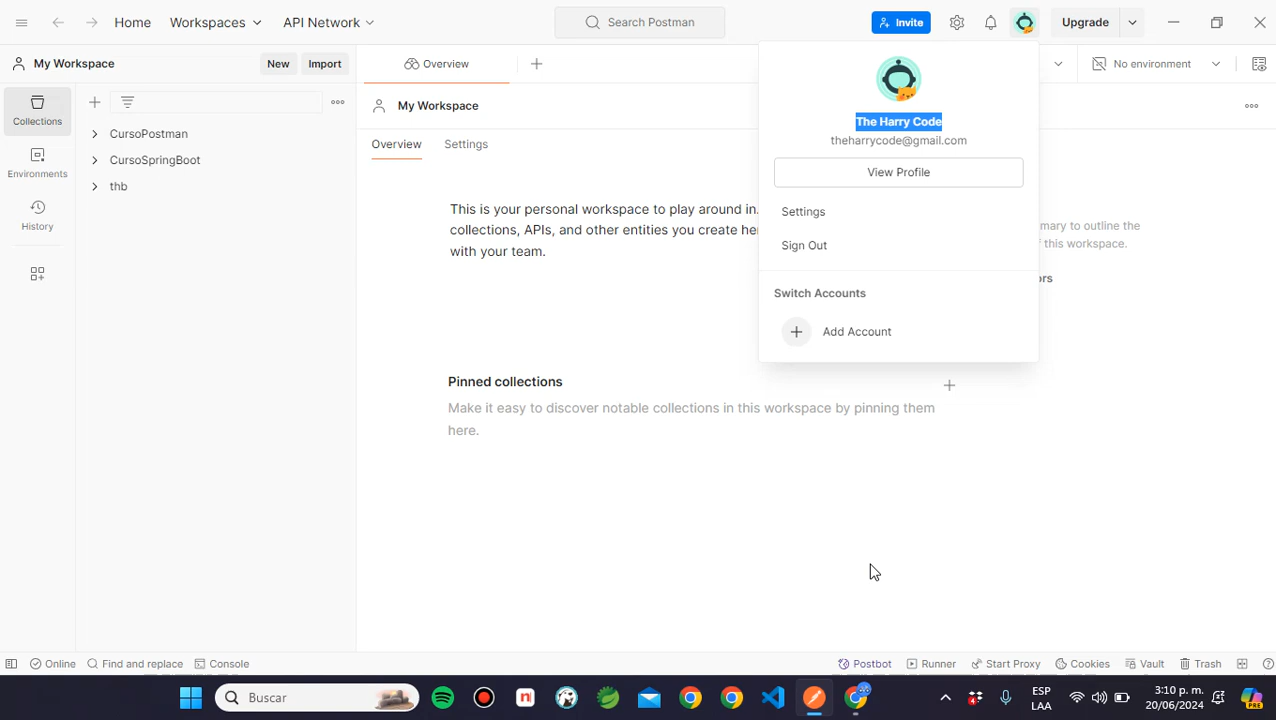 Home Workspaces API Network Search Postman Invite Upgrade
My Workspace New Import Overview No environment
Collections
Environments
History
CursoPostman
CursoSpringBoot
thb
My Workspace
Overview Settings
This is your personal workspace to play around in.
collections, APIs, and other entities you create he
with your team.
Pinned collections
Make it easy to discover notable collections in this workspace by pinning them
here.
The Harry Code
theharrycode@gmail.com
View Profile
Settings
Sign Out
Switch Accounts
Add Account
mary to outline the
f this workspace.
ors
Online Find and replace Console Postbot Runner Start Proxy Cookies Vault Trash
Buscar
ESP
LAA
3:10 p. m.
20/06/2024
PRE